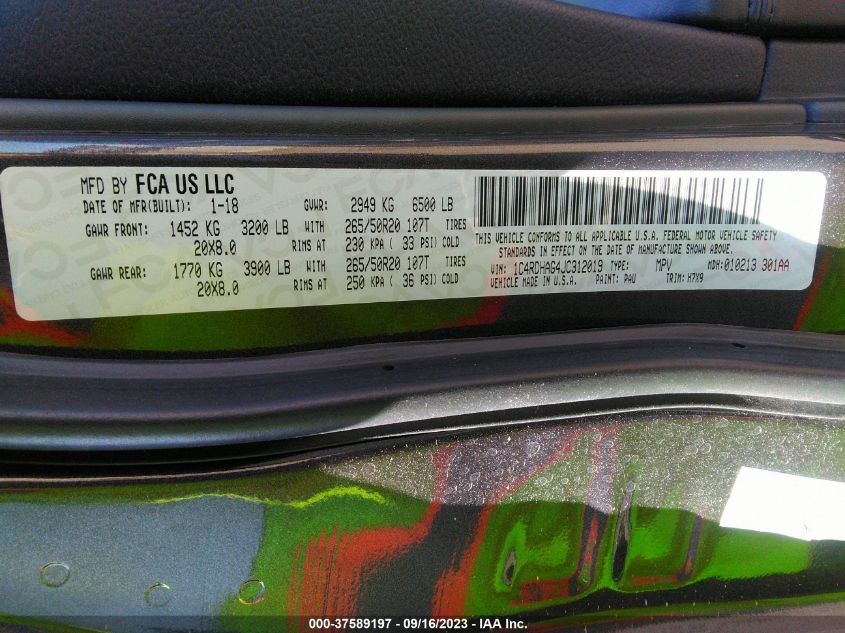 MFD BY FCA US LLC
DATE OF MFR(BUILT): 1-18 GVWR: 2949 KG 6500 LB
GAWR FRONT: 1452 KG 3200 LB WITH 265/50R20 107T TIRES
20X8.0 RIMS AT 230 KPA ( 33 PSI) COLD
GAWR REAR: 1770 KG 3900 LB WITH 265/50R20 107T TIRES
20X8.0 RIMS AT 250 KPA ( 36 PSI) COLD
THIS VEHICLE CONFORMS TO ALL APPLICABLE U.S.A. FEDERAL MOTOR VEHICLE SAFETY
STANDARDS IN EFFECT ON THE DATE OF MANUFACTURE SHOWN ABOVE.
VIN: 1C4RDHAG4JC312019 TYPE: MPV MDH: 010213 301AA
VEHICLE MADE IN U.S.A. PAINT: PAU TRIM: H7X9
000-37589197 - 09/16/2023 - IAA Inc.